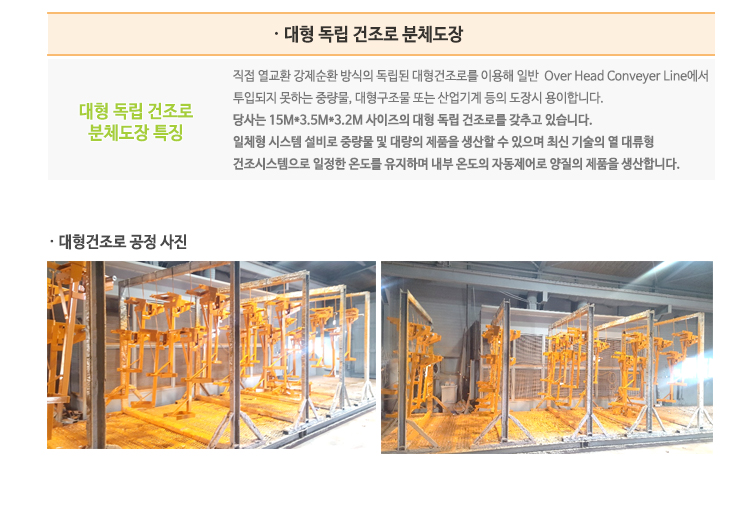 · 대형 독립 건조로 분체도장
대형 독립 건조로
분체도장 특징
직접 열교환 강제순환 방식의 독립된 대형건조로를 이용해 일반 Over Head Conveyer Line에서
투입되지 못하는 중량물, 대형구조물 또는 산업기계 등의 도장시 용이합니다.
당사는 15M*3.5M*3.2M 사이즈의 대형 독립 건조로를 갖추고 있습니다.
일체형 시스템 설비로 중량물 및 대량의 제품을 생산할 수 있으며 최신 기술의 열 대류형
건조시스템으로 일정한 온도를 유지하며 내부 온도의 자동제어로 양질의 제품을 생산합니다.
· 대형건조로 공정 사진